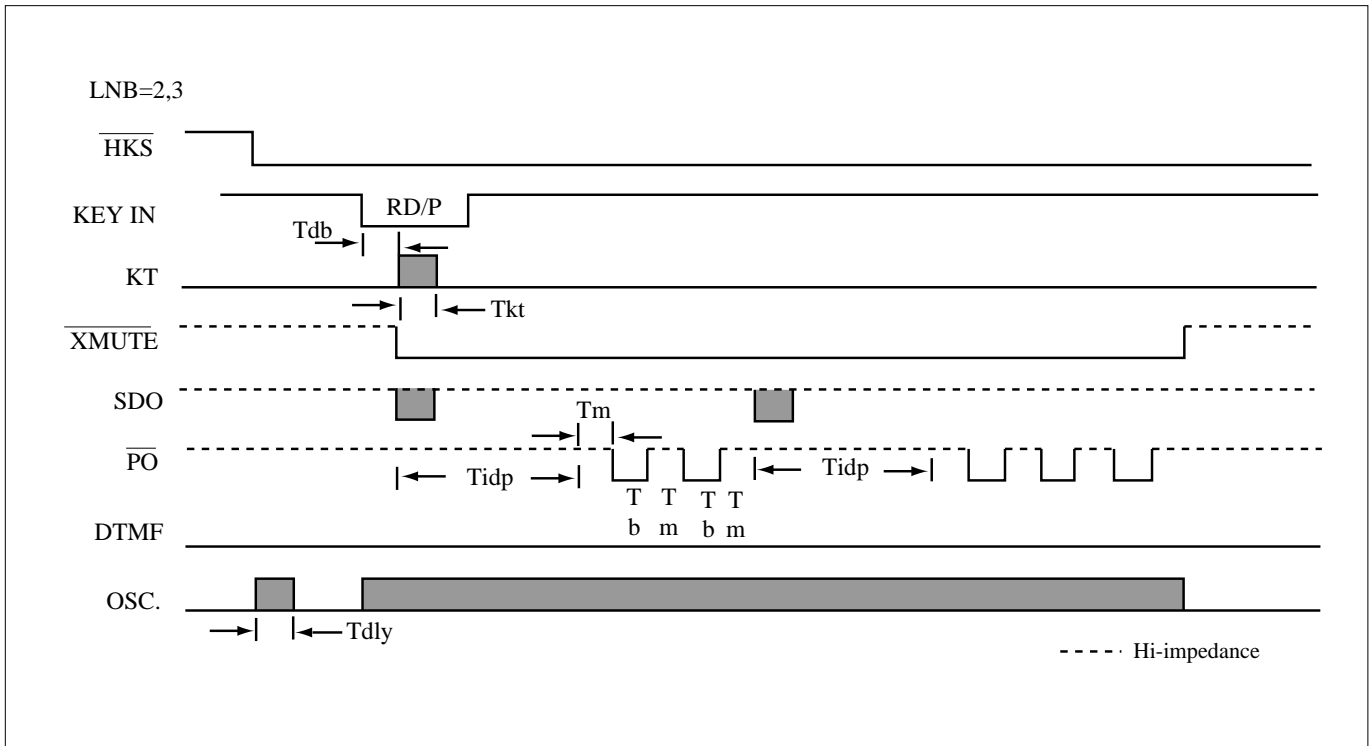 LNB=2,3
HKS
KEY IN
RD/P
Tdb
KT
Tkt
XMUTE
SDO
Tm
PO
Tidp
Tidp
T T T T
b m b m
DTMF
OSC.
Tdly
Hi-impedance